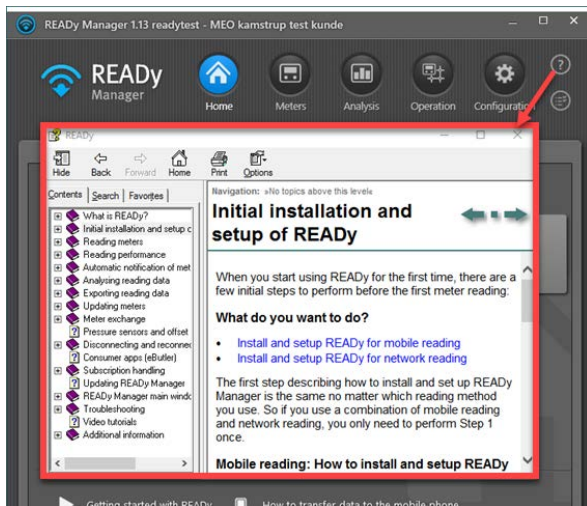 READy Manager 1.13 readytest - MEO kamstrup test kunde
READy
Manager
Home
Meters
Analysis
Operation
Configuration
?
READy
Hide
Back
Forward
Home
Print
Options
Contents
Search
Favorites
What is READy?
Initial installation and setup c
Reading meters
Reading performance
Automatic notification of met
Analysing reading data
Exporting reading data
Updating meters
Meter exchange
Pressure sensors and offset
Disconnecting and reconnec
Consumer apps (eButler)
Subscription handling
Updating READy Manager
READy Manager main windo
Troubleshooting
Video tutorials
Additional information
Navigation: »No topics above this level«
Initial installation and
setup of READy
When you start using READy for the first time, there are a
few initial steps to perform before the first meter reading:
What do you want to do?
• Install and setup READy for mobile reading
• Install and setup READy for network reading
The first step describing how to install and set up READy
Manager is the same no matter which reading method
you use. So if you use a combination of mobile reading
and network reading, you only need to perform Step 1
once.
Mobile reading: How to install and setup READy
Getting started with READy
How to transfer data to the mobile phone